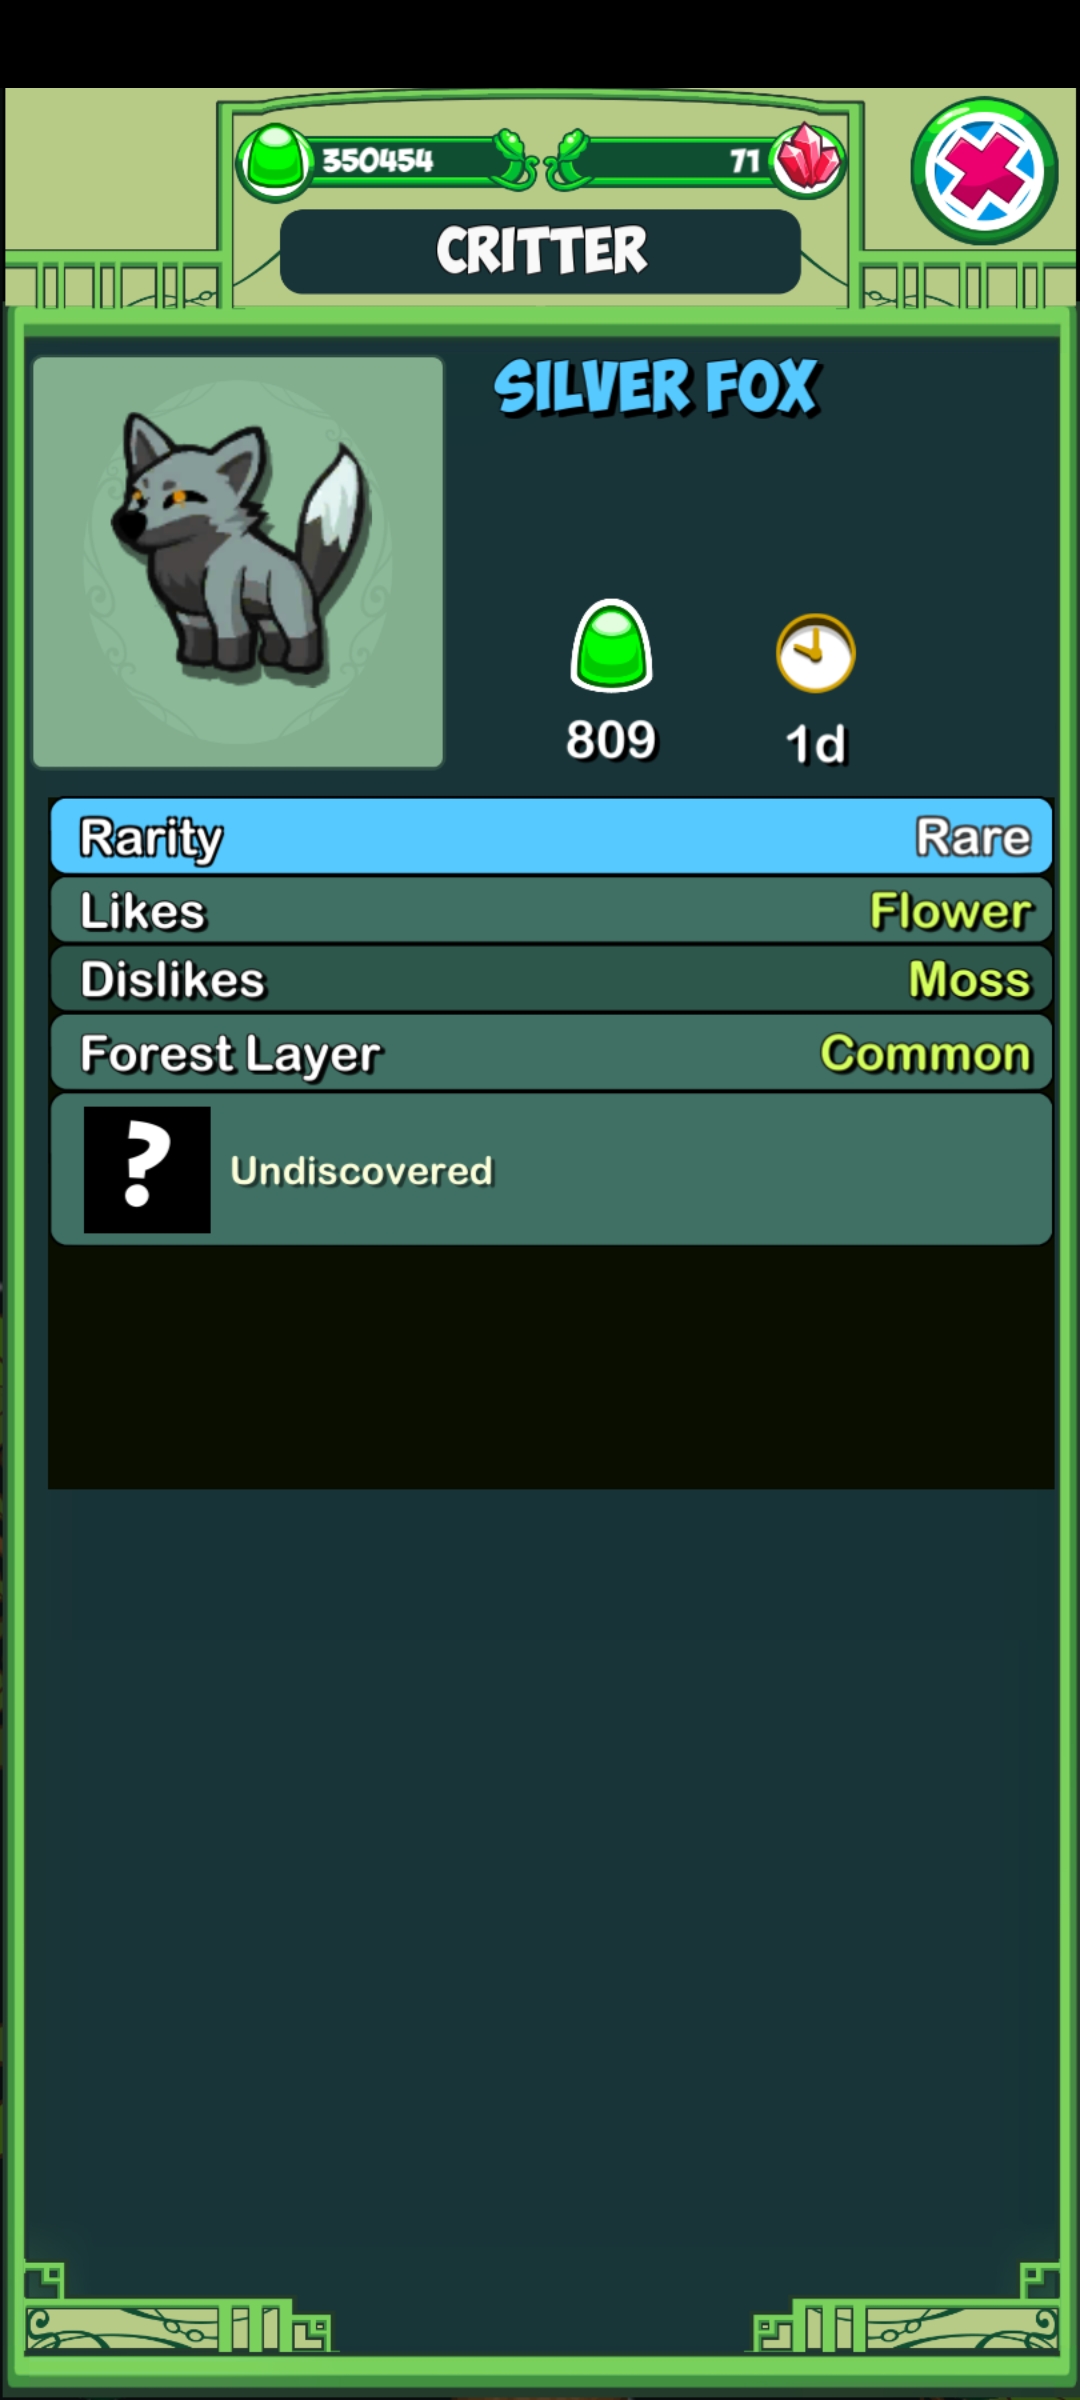 350454
71
CRITTER
SILVER FOX
809
1d
Rarity Rare
Likes Flower
Dislikes Moss
Forest Layer Common
? Undiscovered